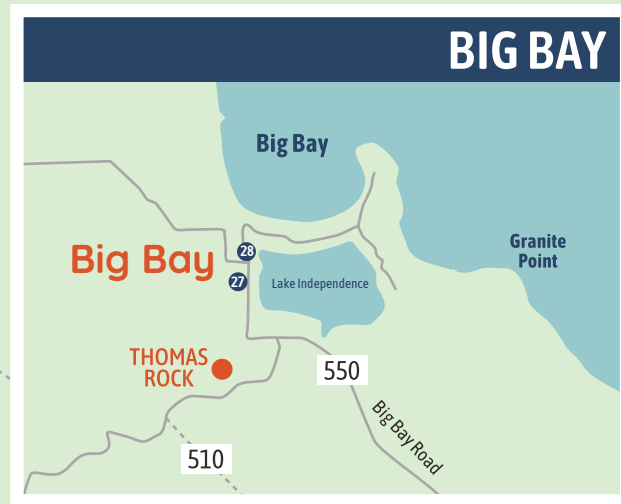 BIG BAY
Big Bay
Granite
Point
Big Bay
28
27
Lake Independence
THOMAS
ROCK
550
Big Bay Road
510